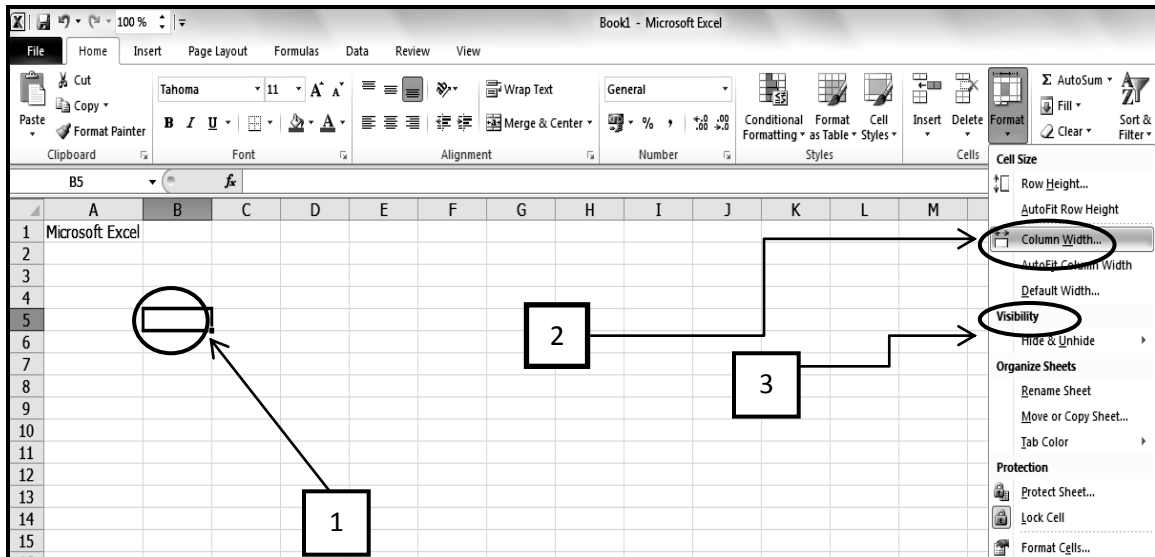 100 %
Book1 - Microsoft Excel
File Home Insert Page Layout Formulas Data Review View
Cut
Copy
Format Painter
Paste
Clipboard
Tahoma 11 A A
B I U A
Font
Wrap Text
Merge & Center
Alignment
General
% , .0 .00 .00 .0
Number
Conditional Formatting
Format as Table
Cell Styles
Styles
Insert Delete Format
Cells
Σ AutoSum
Fill
Clear
Sort & Filter
B5 fx
A B C D E F G H I J K L M
1 Microsoft Excel
2
3
4
5
6
7
8
9
10
11
12
13
14
15
1
2
3
Cell Size
Row Height...
AutoFit Row Height
Column Width...
AutoFit Column Width
Default Width...
Visibility
Hide & Unhide
Organize Sheets
Rename Sheet
Move or Copy Sheet...
Tab Color
Protection
Protect Sheet...
Lock Cell
Format Cells...